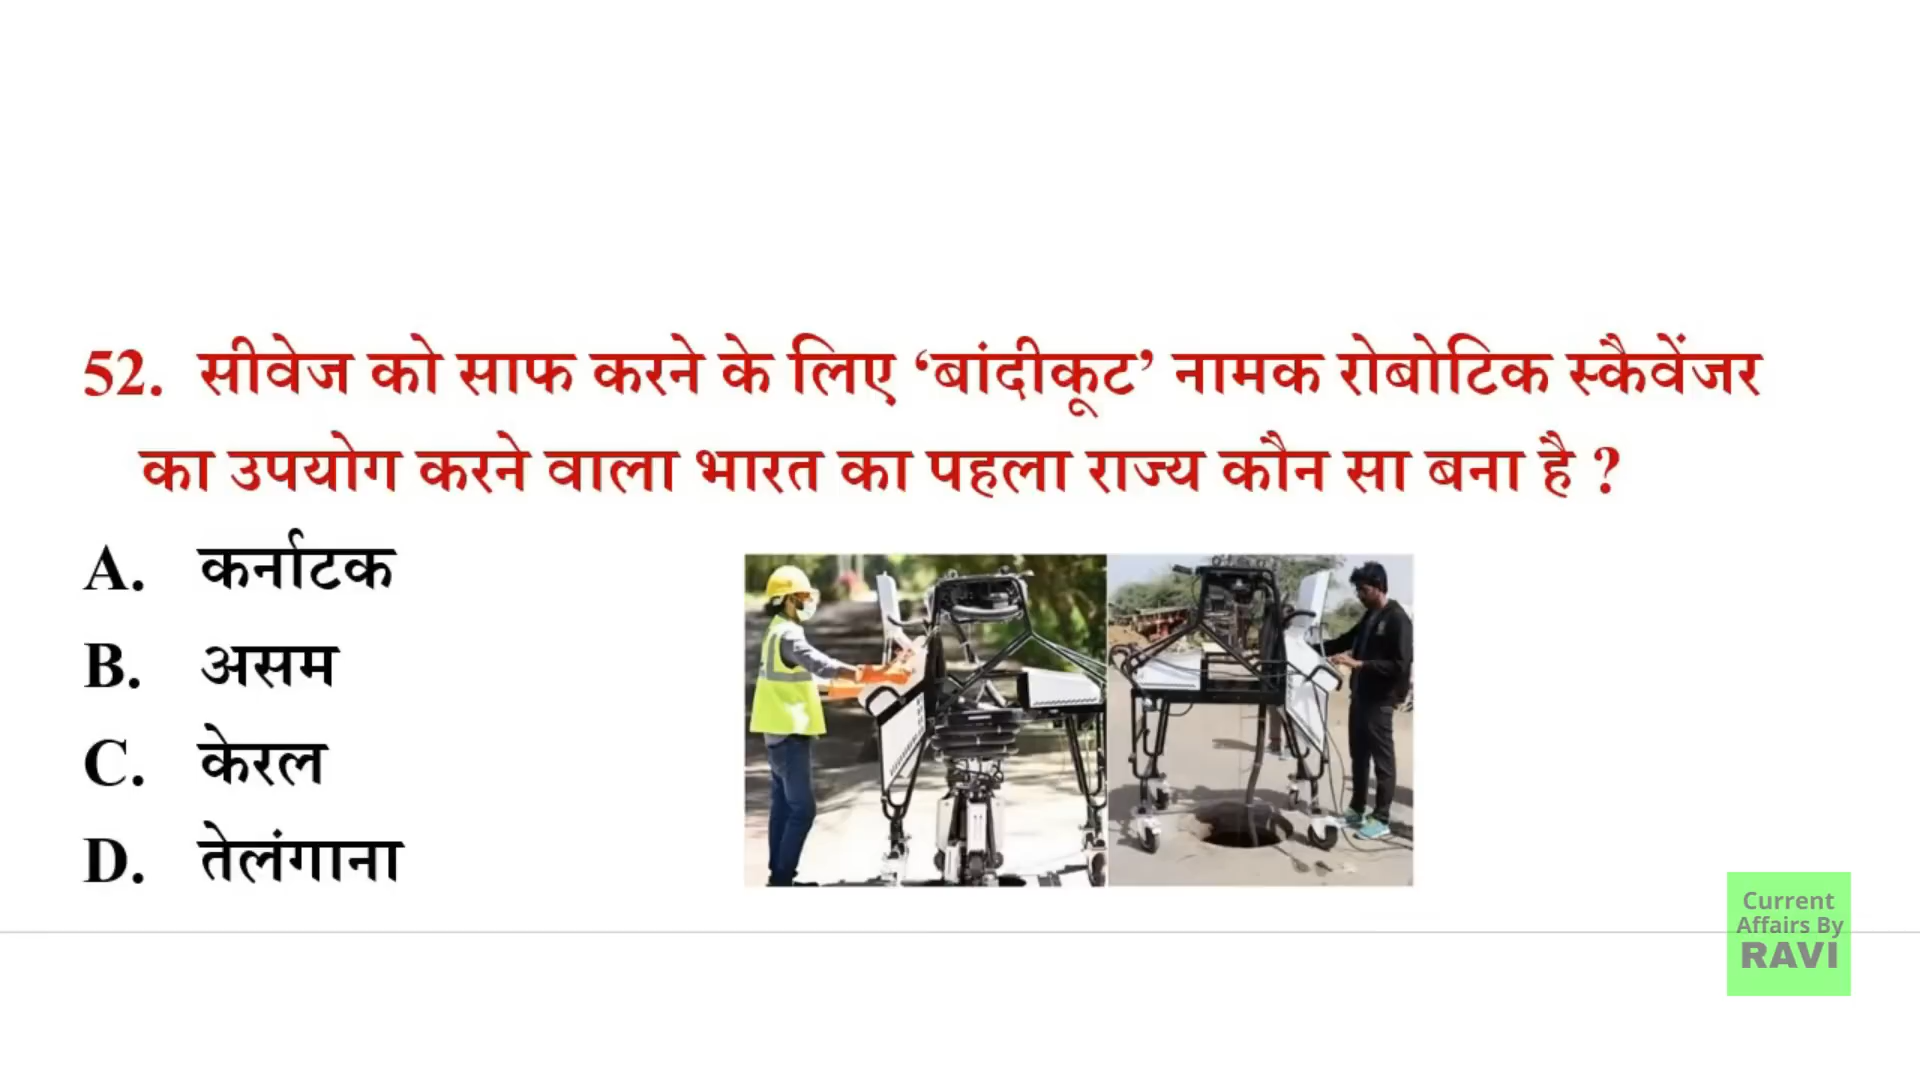 52. सीवेज को साफ करने के लिए ‘बांदीकूट’ नामक रोबोटिक स्कैवेंजर
का उपयोग करने वाला भारत का पहला राज्य कौन सा बना है ?
A. कर्नाटक
B. असम
C. केरल
D. तेलंगाना
Current
Affairs By
RAVI